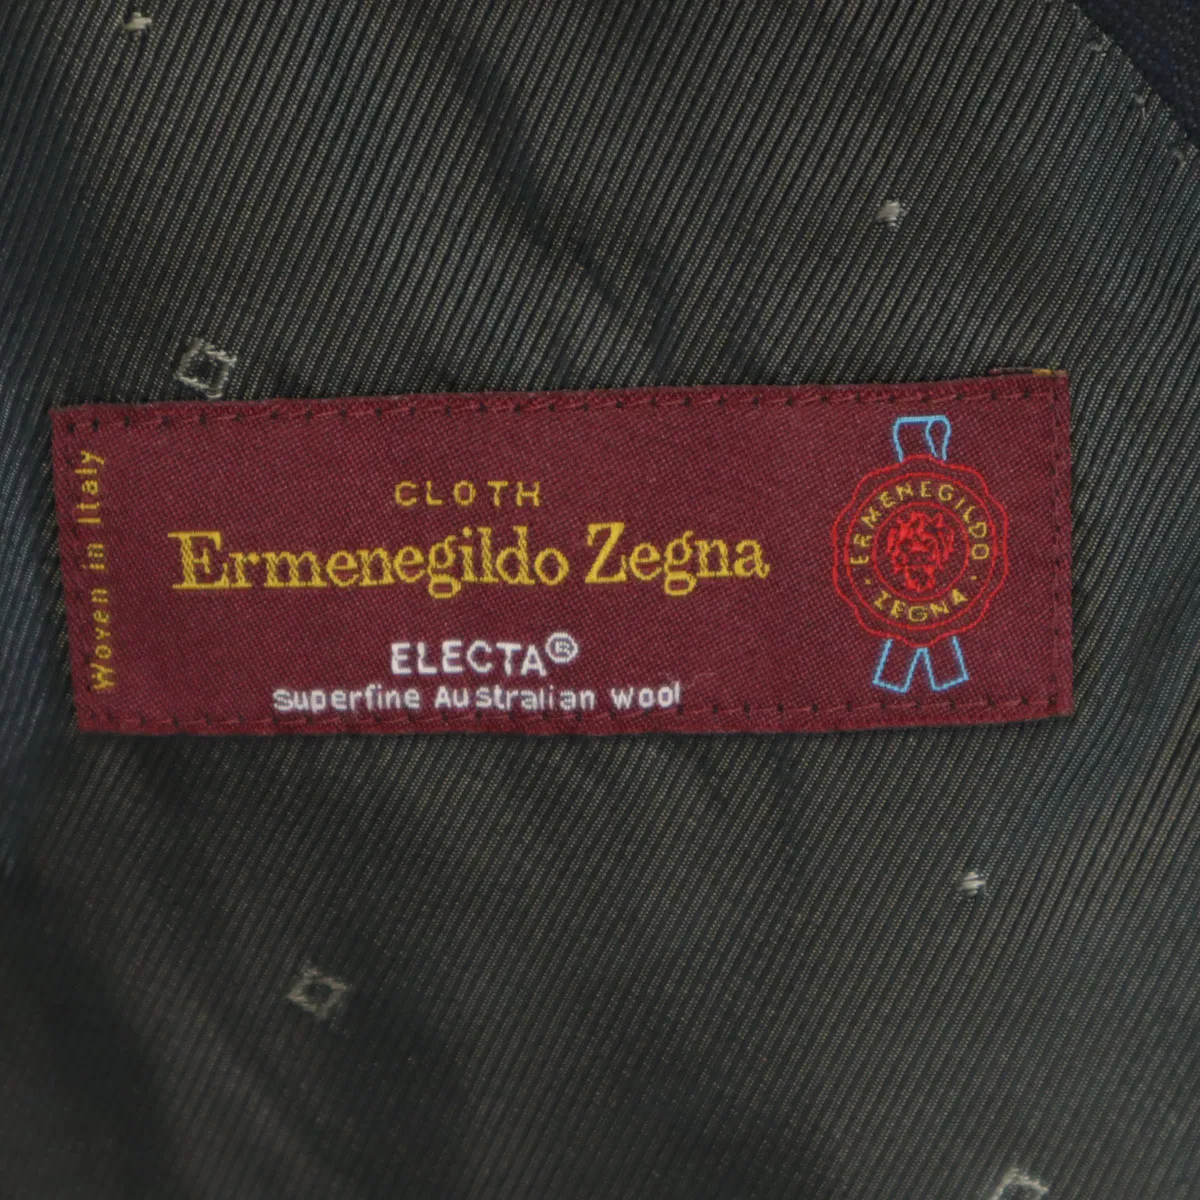 Woven in Italy
CLOTH
Ermenegildo Zegna
ELECTA®
Superfine Australian wool
ERMENEGILDO
· ZEGNA ·